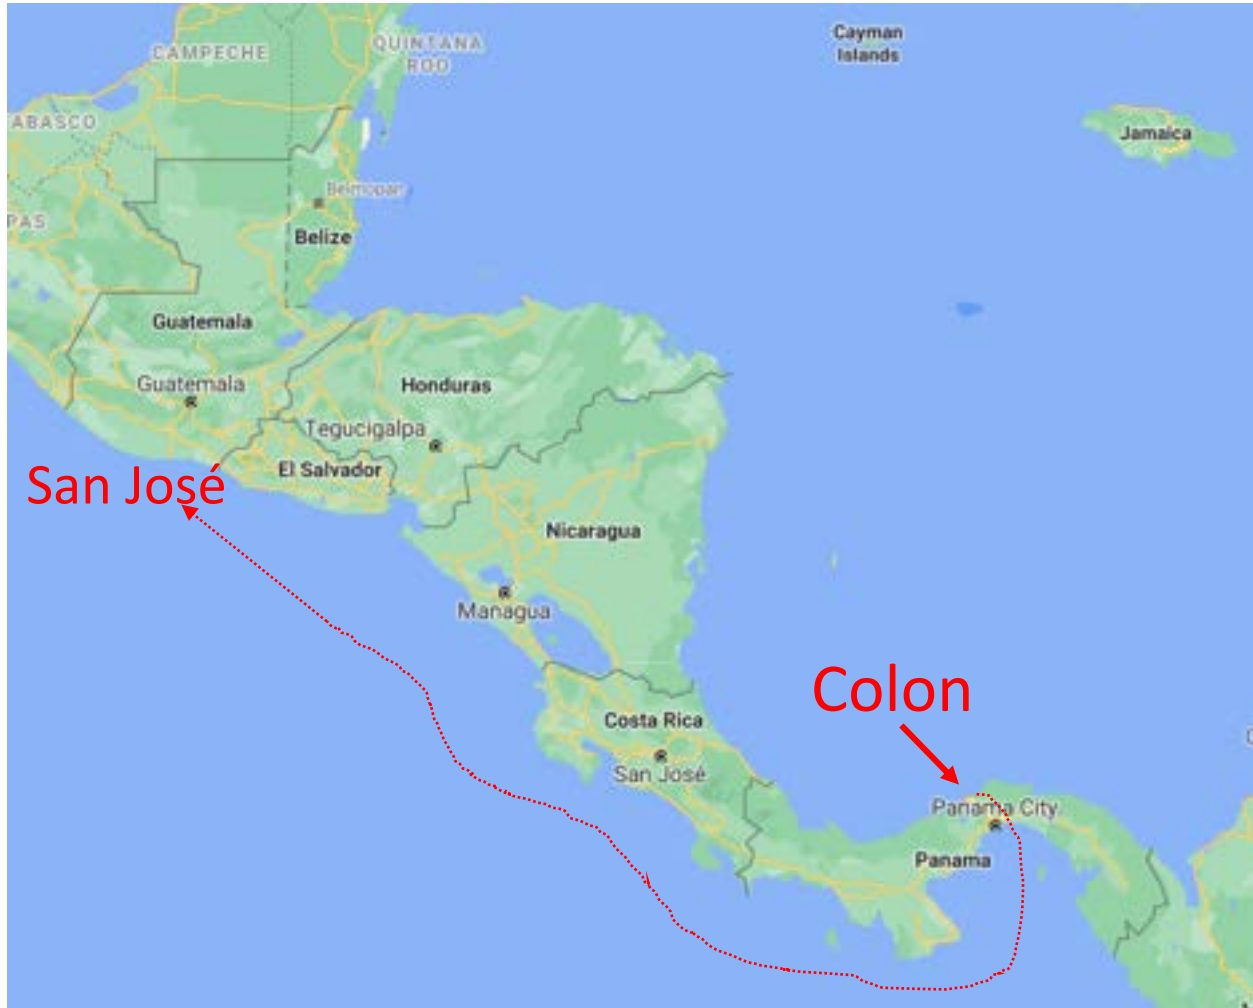 CAMPECHE
QUINTANA
ROO
Cayman
Islands
ABASCO
Jamaica
Belmopan
PAS
Belize
Guatemala
Guatemala
Honduras
Tegucigalpa
El Salvador
San José
Nicaragua
Managua
Colon
Costa Rica
San José
Panama City
Panama